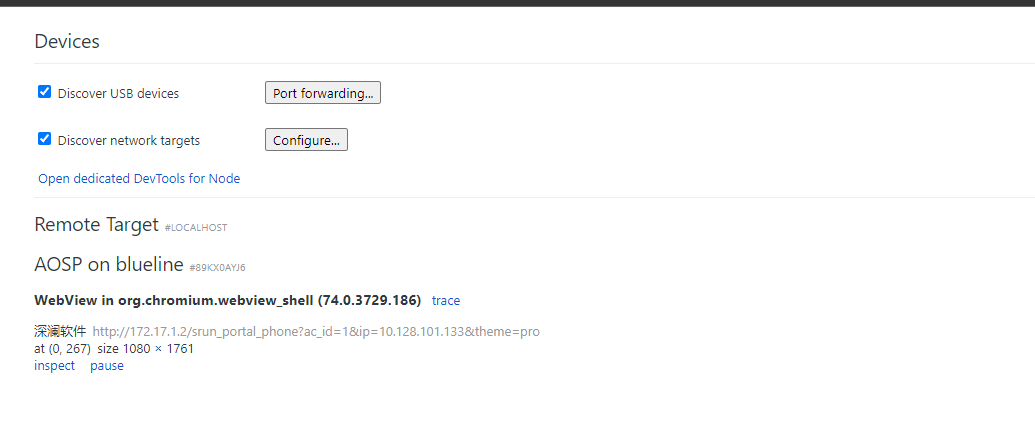 Devices
Discover USB devices Port forwarding...
Discover network targets Configure...
Open dedicated DevTools for Node
Remote Target #LOCALHOST
AOSP on blueline #89KX0AYJ6
WebView in org.chromium.webview_shell (74.0.3729.186) trace
深澜软件 http://172.17.1.2/srun_portal_phone?ac_id=1&ip=10.128.101.133&theme=pro
at (0, 267) size 1080 × 1761
inspect pause